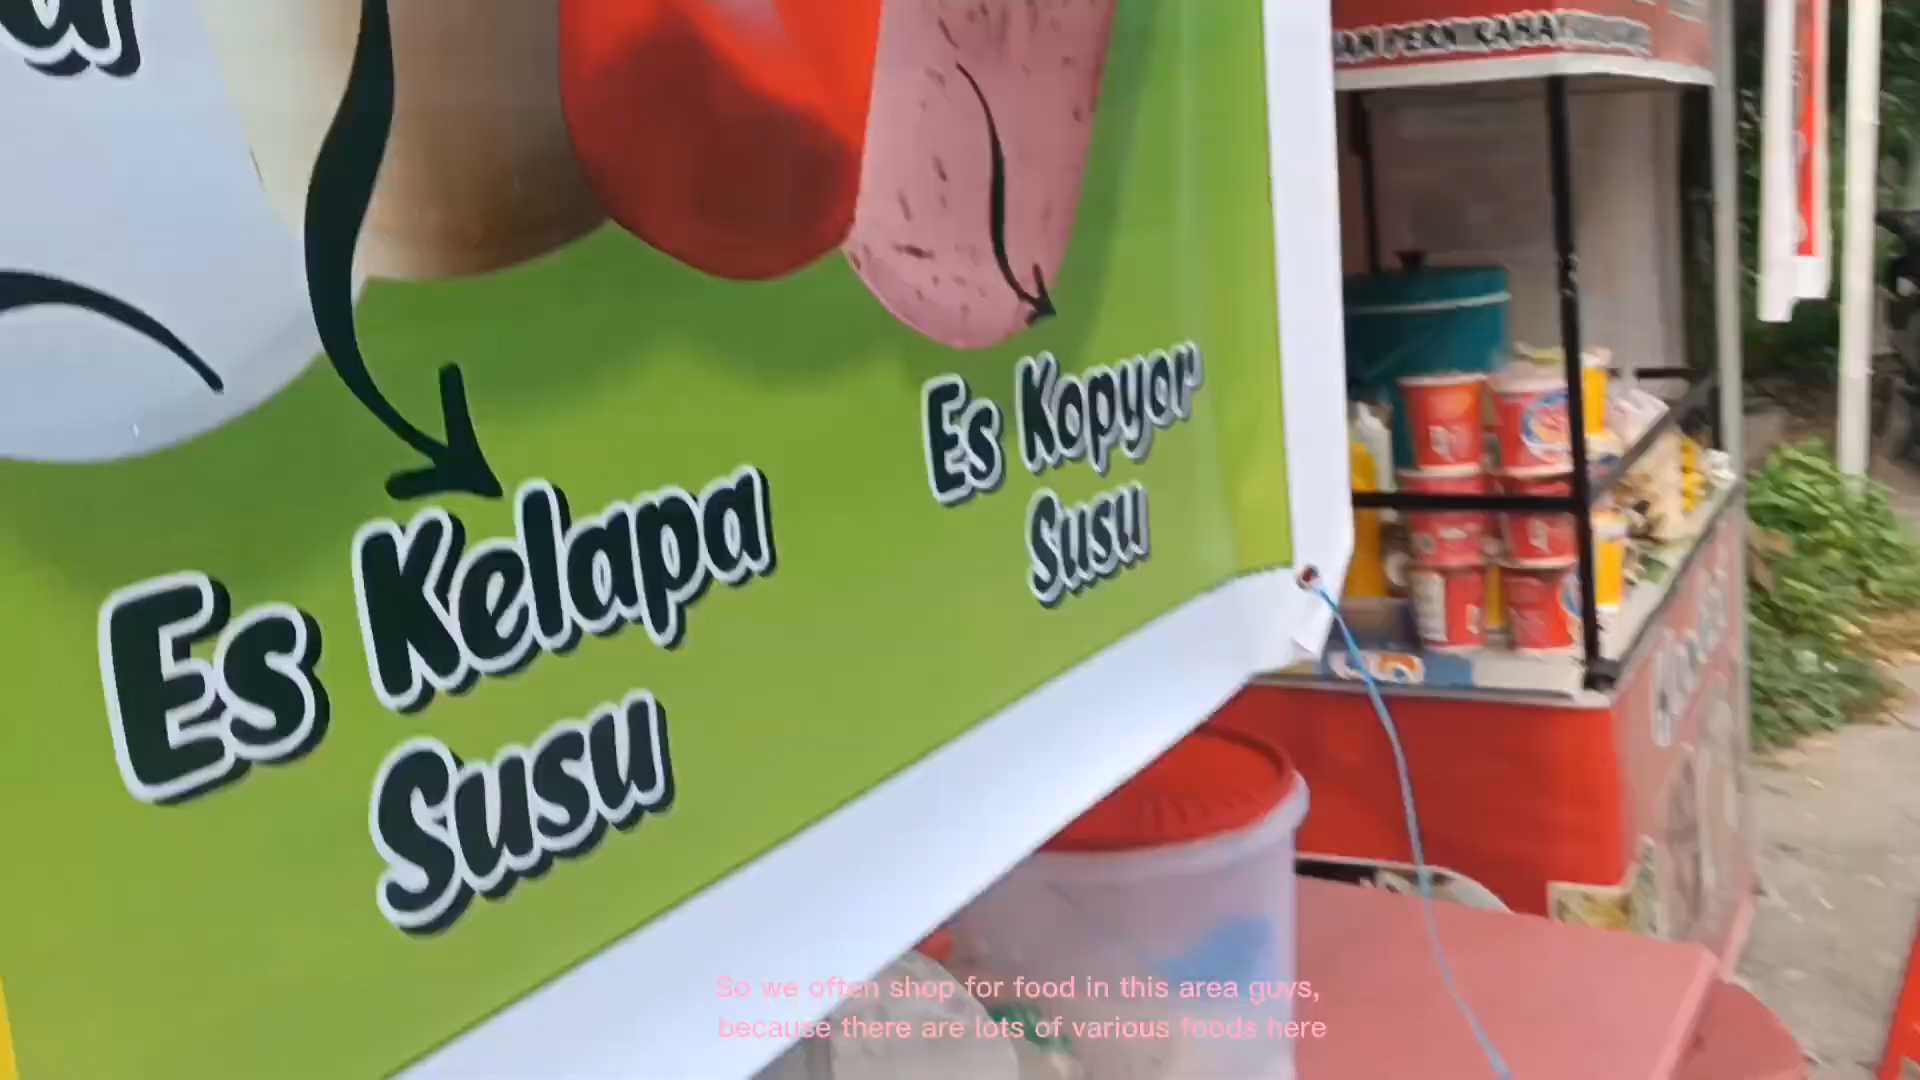 PERNIKAHAN
Es Kopyor
Susu
Es Kelapa
Susu
So we often shop for food in this area guys,
because there are lots of various foods here